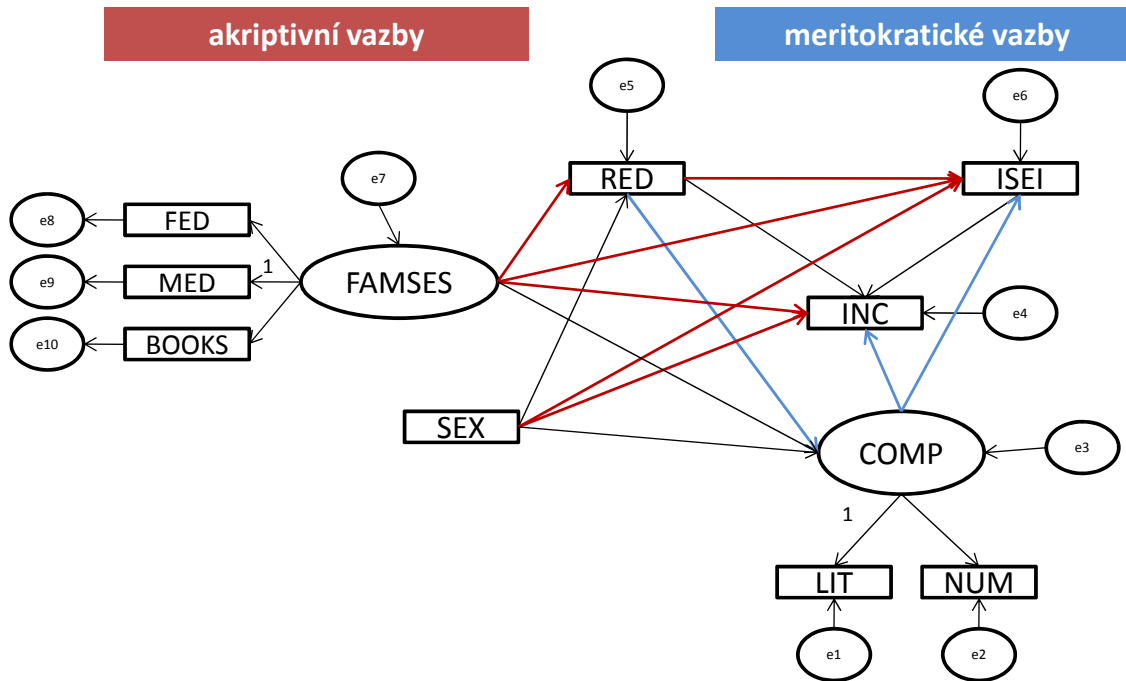 akriptivní vazby
meritokratické vazby
e5
e6
RED
ISEI
e7
e8
FED
1
e9
MED
FAMSES
INC
e4
e10
BOOKS
SEX
COMP
e3
1
LIT
NUM
e1
e2